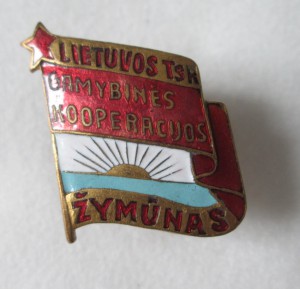 LIETUVOS TSR
GAMYBINĖS
KOOPERACIJOS
ŽYMŪNAS